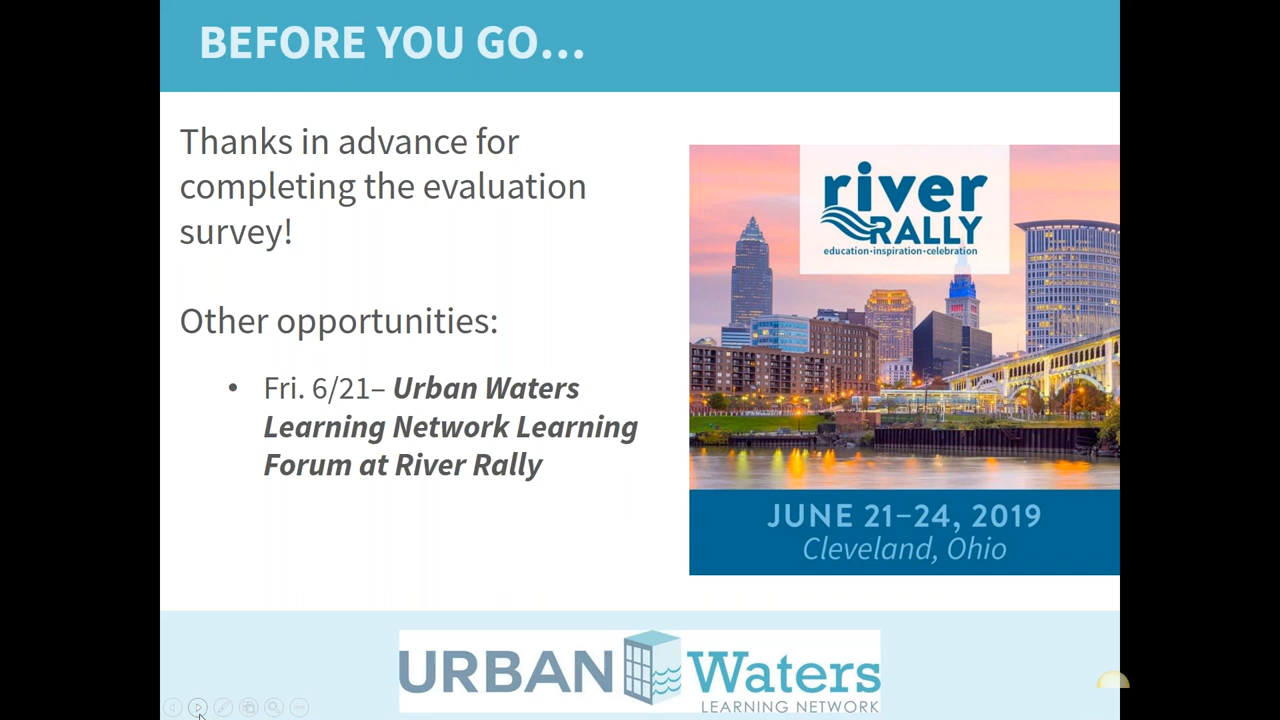 BEFORE YOU GO…
Thanks in advance for
completing the evaluation
survey!
Other opportunities:
• Fri. 6/21– Urban Waters
Learning Network Learning
Forum at River Rally
river
RALLY
education•inspiration•celebration
JUNE 21–24, 2019
Cleveland, Ohio
URBAN Waters
LEARNING NETWORK